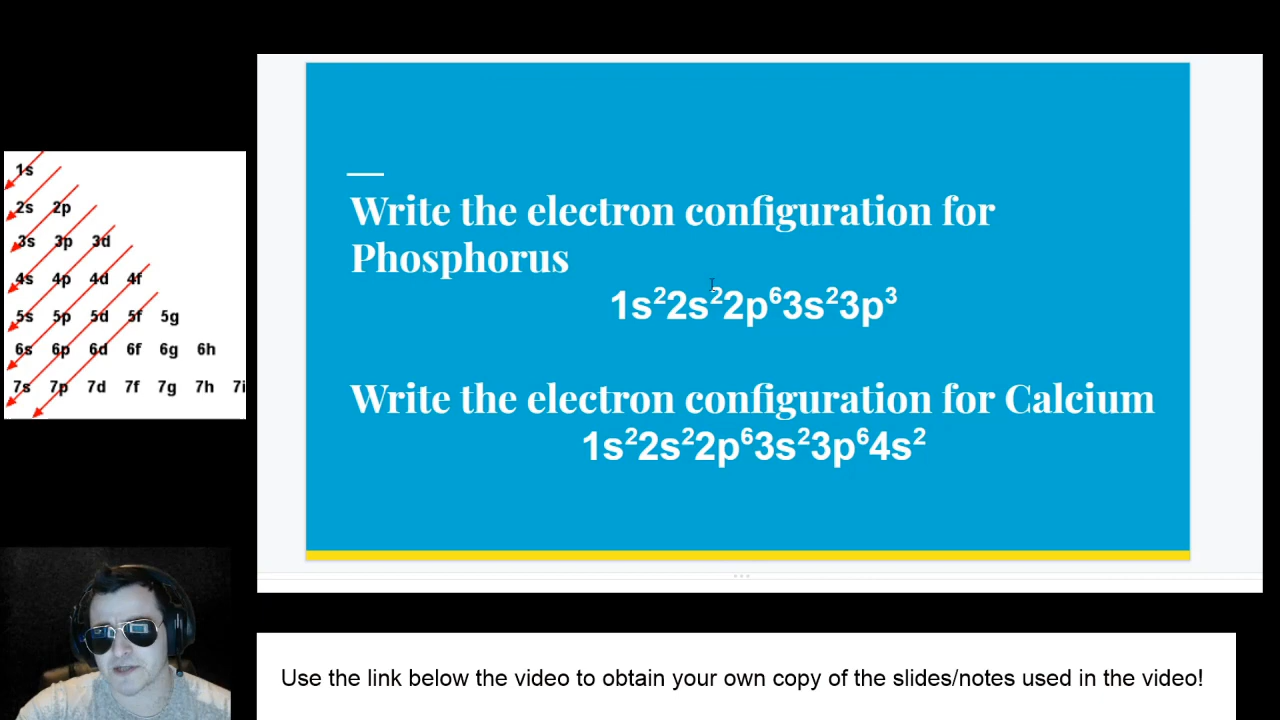 1s
2s 2p
3s 3p 3d
4s 4p 4d 4f
5s 5p 5d 5f 5g
6s 6p 6d 6f 6g 6h
7s 7p 7d 7f 7g 7h 7i
Write the electron configuration for
Phosphorus
1s²2s²2p⁶3s²3p³
Write the electron configuration for Calcium
1s²2s²2p⁶3s²3p⁶4s²
Use the link below the video to obtain your own copy of the slides/notes used in the video!